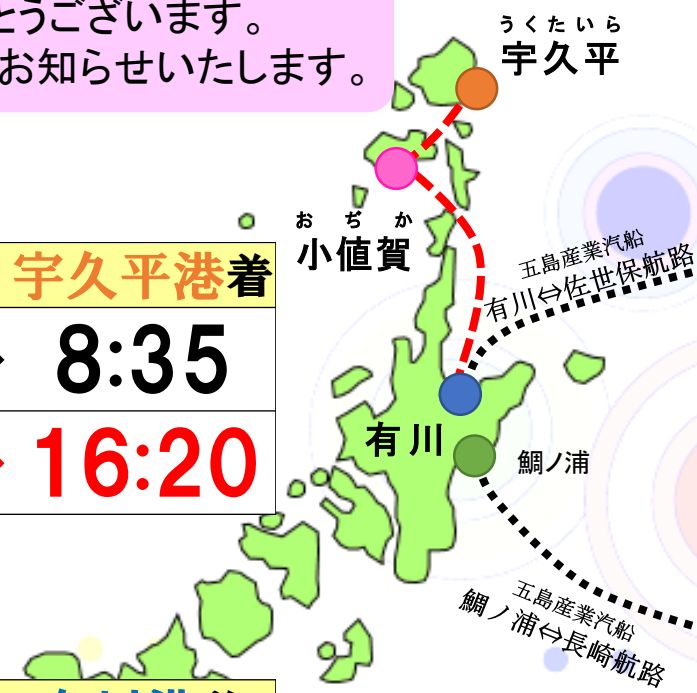 とうございます。
お知らせいたします。
うくたいら
宇久平
おぢか
小値賀
宇久平港着
8:35
16:20
五島産業汽船
有川⇔佐世保航路
有川
鯛ノ浦
五島産業汽船
鯛ノ浦⇔長崎航路